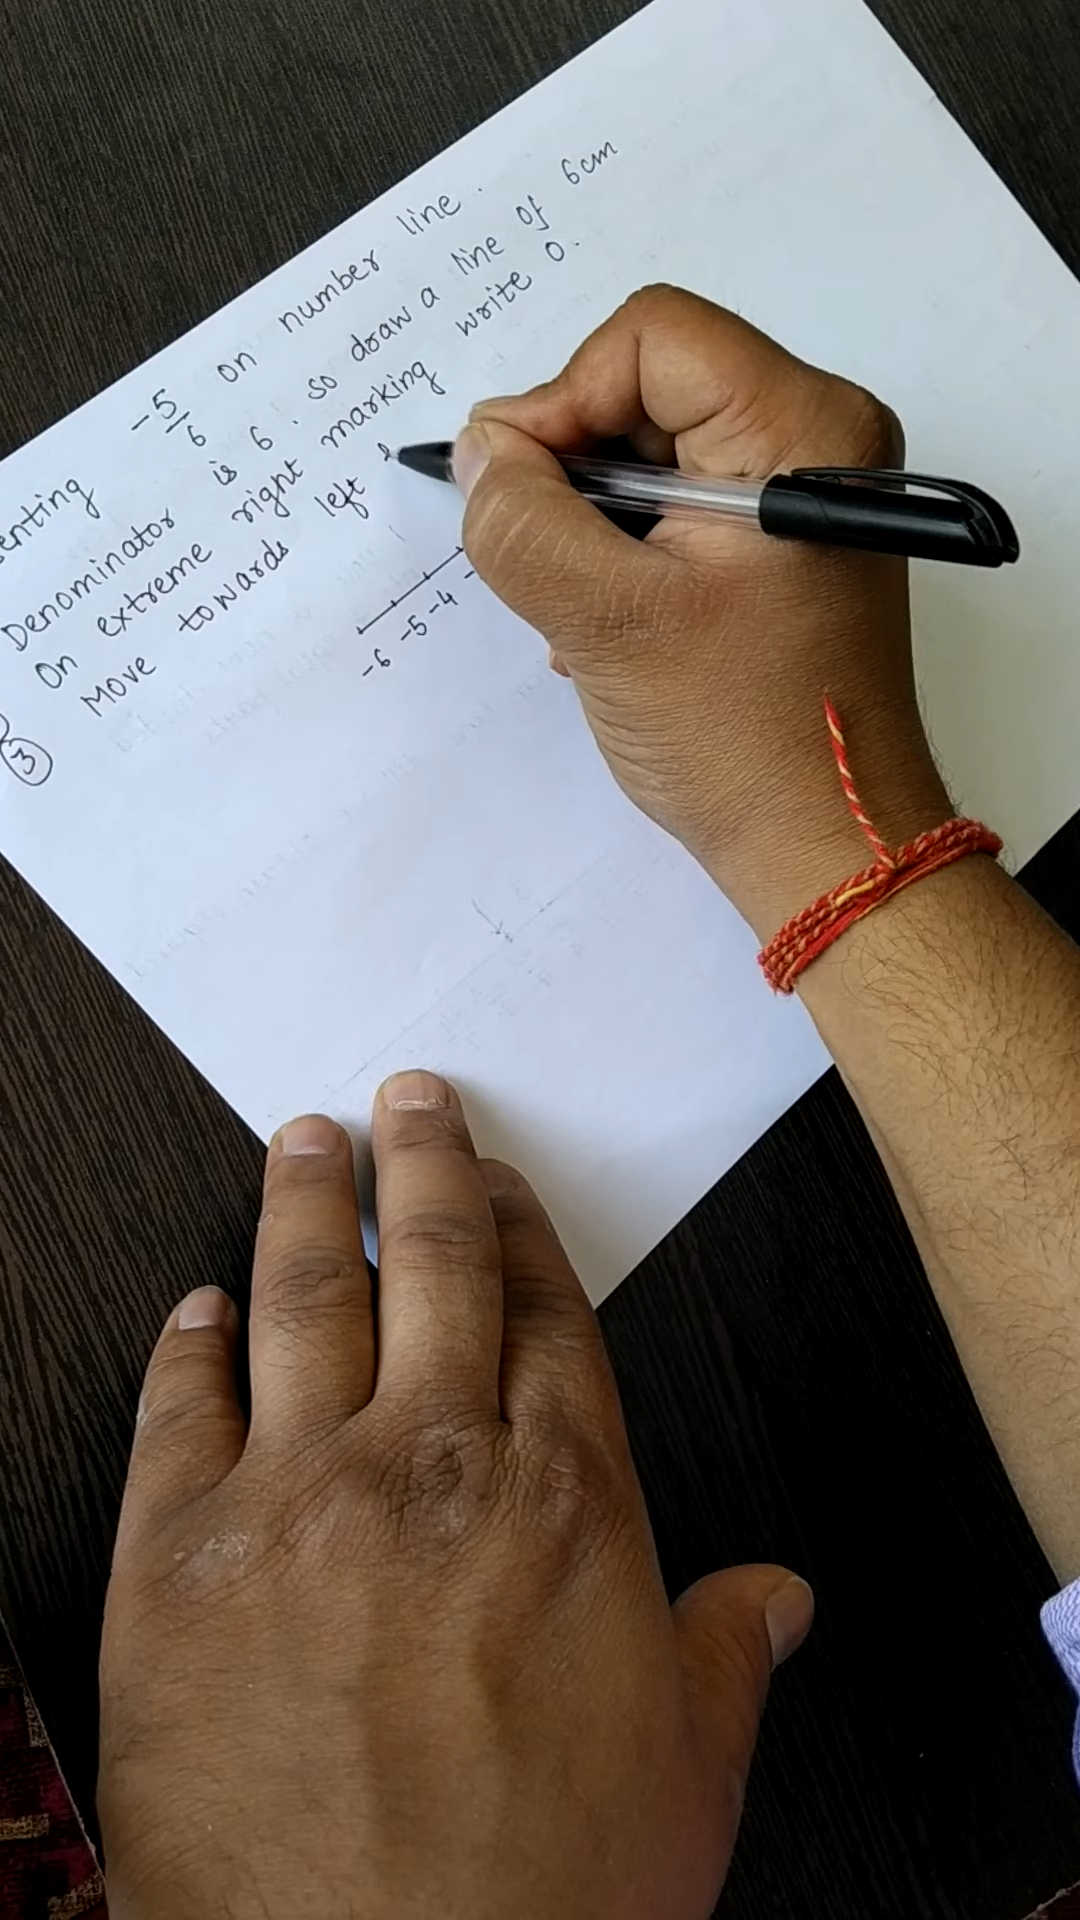 -5/6 on number line.
Denominator is 6. so draw a line of 6cm
On extreme right marking write 0.
③ Move towards left
-6 -5 -4